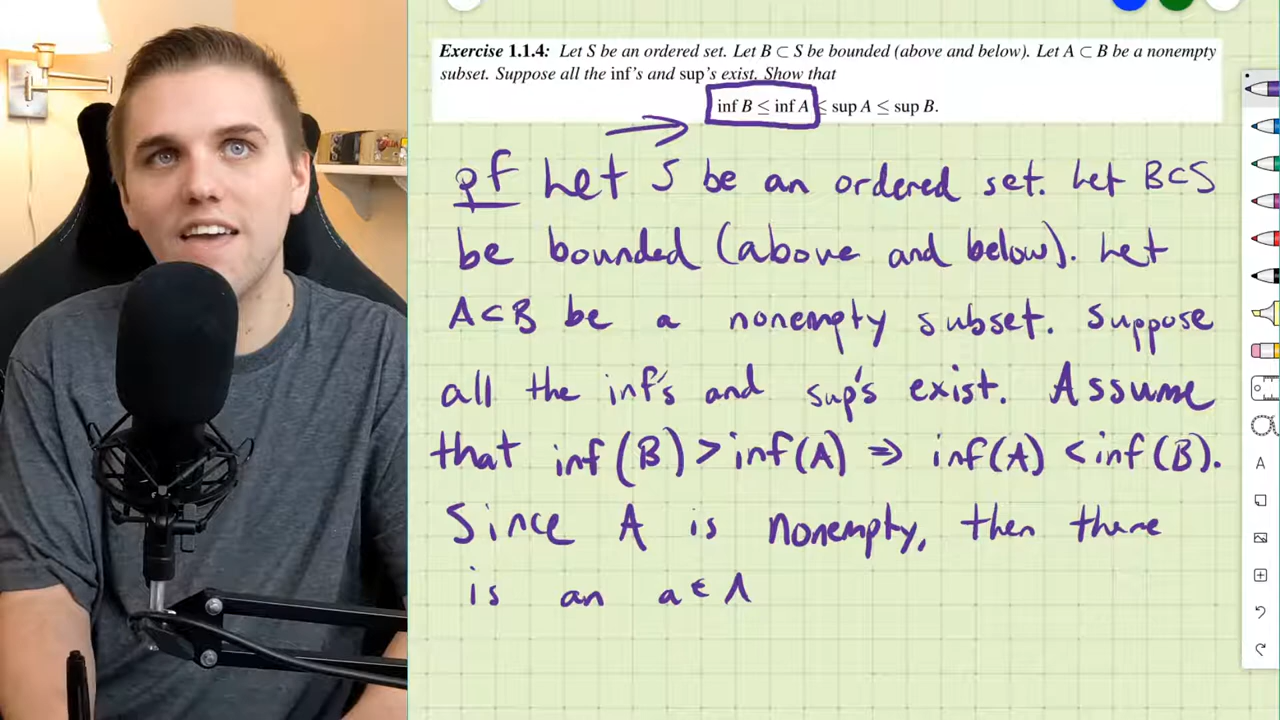 Exercise 1.1.4: Let S be an ordered set. Let B ⊂ S be bounded (above and below). Let A ⊂ B be a nonempty
subset. Suppose all the inf's and sup's exist. Show that
inf B ≤ inf A ≤ sup A ≤ sup B.
pf Let S be an ordered set. Let B⊂S
be bounded (above and below). Let
A⊂B be a nonempty subset. Suppose
all the inf's and sup's exist. Assume
that inf(B) > inf(A) ⇒ inf(A) < inf(B).
Since A is nonempty, then there
is an a ∈ A
A